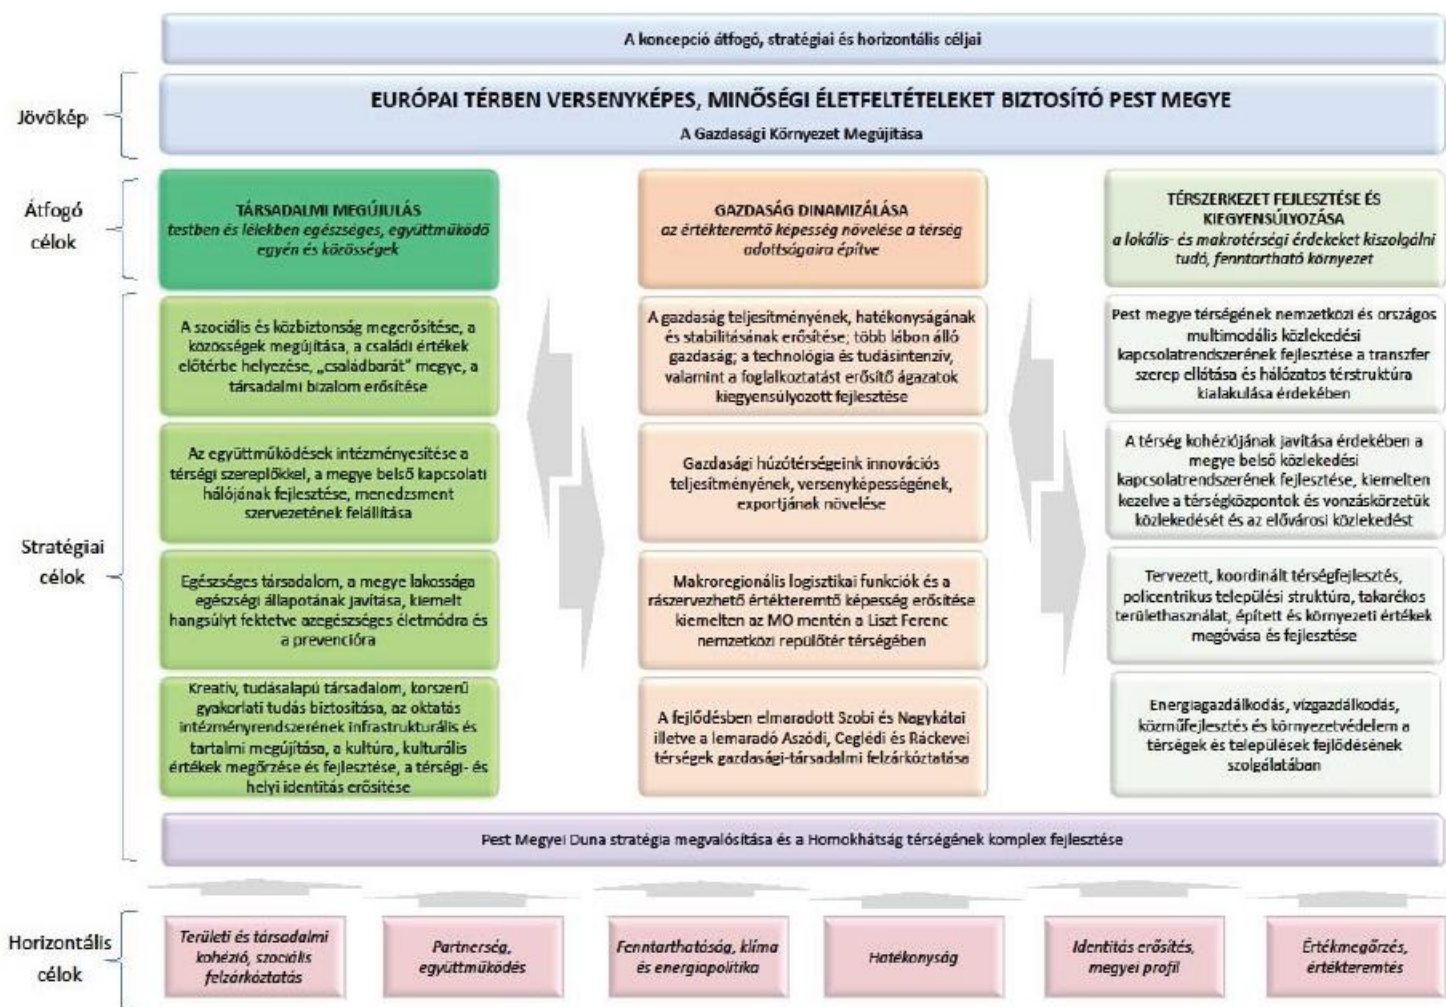 A koncepció átfogó, stratégiai és horizontális céljai
Jövőkép
EURÓPAI TÉRBEN VERSENYKÉPES, MINŐSÉGI ÉLETFELTÉTELEKET BIZTOSÍTÓ PEST MEGYE
A Gazdasági Környezet Megújítása
Átfogó
célok
TÁRSADALMI MEGÚJULÁS
testben és lélekben egészséges, együttműködő
egyén és közösségek
GAZDASÁG DINAMIZÁLÁSA
az értékteremtő képesség növelése a térség
adottságaira építve
TÉRSZERKEZET FEJLESZTÉSE ÉS
KIEGYENSÚLYOZÁSA
a lokális- és makrotérségi érdekeket kiszolgálni
tudó, fenntartható környezet
Stratégiai
célok
A szociális és közbiztonság megerősítése, a
közösségek megújítása, a családi értékek
előtérbe helyezése, „családbarát" megye, a
társadalmi bizalom erősítése
Az együttműködések intézményesítése a
térségi szereplőkkel, a megye belső kapcsolati
hálójának fejlesztése, menedzsment
szervezetének felállítása
Egészséges társadalom, a megye lakossága
egészségi állapotának javítása, kiemelt
hangsúlyt fektetve azegészséges életmódra és
a prevencióra
Kreatív, tudásalapú társadalom, korszerű
gyakorlati tudás biztosítása, az oktatás
intézményrendszerének infrastrukturális és
tartalmi megújítása, a kultúra, kulturális
értékek megőrzése és fejlesztése, a térségi- és
helyi identitás erősítése
A gazdaság teljesítményének, hatékonyságának
és stabilitásának erősítése; több lábon álló
gazdaság; a technológia és tudásintenzív,
valamint a foglalkoztatást erősítő ágazatok
kiegyensúlyozott fejlesztése
Gazdasági húzótérségeink innovációs
teljesítményének, versenyképességének,
exportjának növelése
Makroregionális logisztikai funkciók és a
rászervezhető értékteremtő képesség erősítése
kiemelten az MO mentén a Liszt Ferenc
nemzetközi repülőtér térségében
A fejlődésben elmaradott Szobi és Nagykátai
illetve a lemaradó Aszódi, Ceglédi és Ráckevei
térségek gazdasági-társadalmi felzárkóztatása
Pest megye térségének nemzetközi és országos
multimodális közlekedési
kapcsolatrendszerének fejlesztése a transzfer
szerep ellátása és hálózatos térstruktúra
kialakulása érdekében
A térség kohéziójának javítása érdekében a
megye belső közlekedési
kapcsolatrendszerének fejlesztése, kiemelten
kezelve a térségközpontok és vonzáskörzetük
közlekedését és az elővárosi közlekedést
Tervezett, koordinált térségfejlesztés,
policentrikus települési struktúra, takarékos
területhasználat, épített és környezeti értékek
megóvása és fejlesztése
Energiagazdálkodás, vízgazdálkodás,
közműfejlesztés és környezetvédelem a
térségek és települések fejlődésének
szolgálatában
Pest Megyei Duna stratégia megvalósítása és a Homokhátság térségének komplex fejlesztése
Horizontális
célok
Területi és társadalmi
kohézió, szociális
felzárkóztatás
Partnerség,
együttműködés
Fenntarthatóság, klíma
és energiapolitika
Hatékonyság
Identitás erősítés,
megyei profil
Értékmegőrzés,
értékteremtés